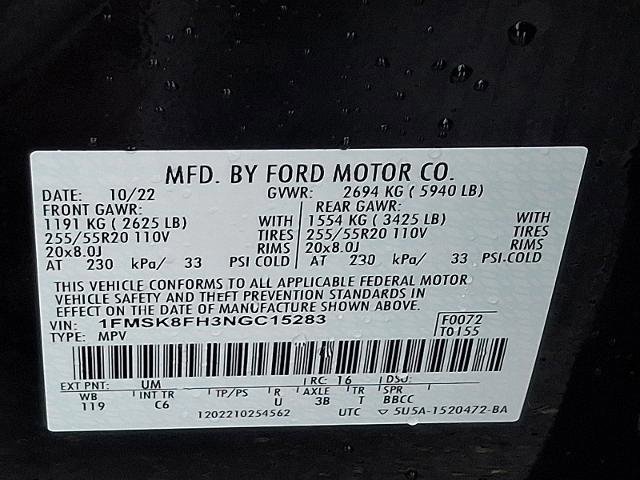 MFD. BY FORD MOTOR CO.
DATE: 10/22 GVWR: 2694 KG ( 5940 LB)
FRONT GAWR: REAR GAWR:
1191 KG ( 2625 LB) WITH 1554 KG ( 3425 LB) WITH
255/55R20 110V TIRES 255/55R20 110V TIRES
20x8.0J RIMS 20x8.0J RIMS
AT 230 kPa/ 33 PSI COLD AT 230 kPa/ 33 PSI-COLD
THIS VEHICLE CONFORMS TO ALL APPLICABLE FEDERAL MOTOR
VEHICLE SAFETY AND THEFT PREVENTION STANDARDS IN
EFFECT ON THE DATE OF MANUFACTURE SHOWN ABOVE.
VIN: 1FMSK8FH3NGC15283 F0072
TYPE: MPV T0155
EXT PNT: UM RC: 16 DSO:
WB INT TR TP/PS R AXLE TR SPR
119 C6 U 3B T BBCC
1202210254562 UTC ▽ 5U5A-1520472-BA